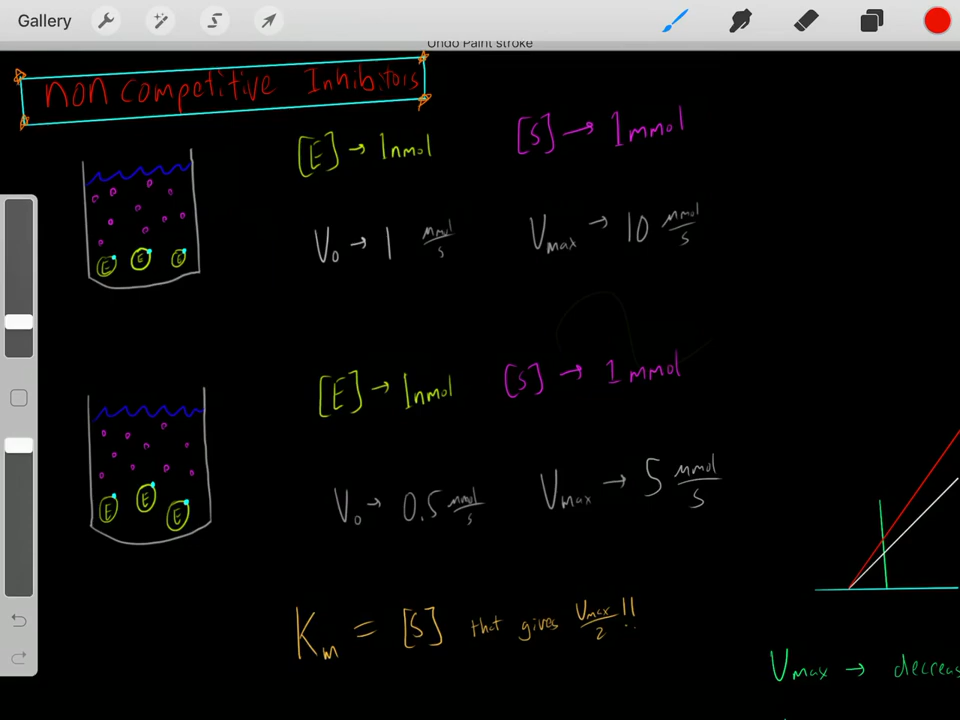 Gallery
Undo Paint stroke
non competitive Inhibitors
[E] → 1nmol [S] → 1mmol
V₀ → 1 mmol/s Vmax → 10 mmol/s
E E E
[E] → 1nmol [S] → 1mmol
V₀ → 0.5 mmol/s Vmax → 5 mmol/s
E E E
Km = [S] that gives Vmax/2 !!
Vmax → decreas